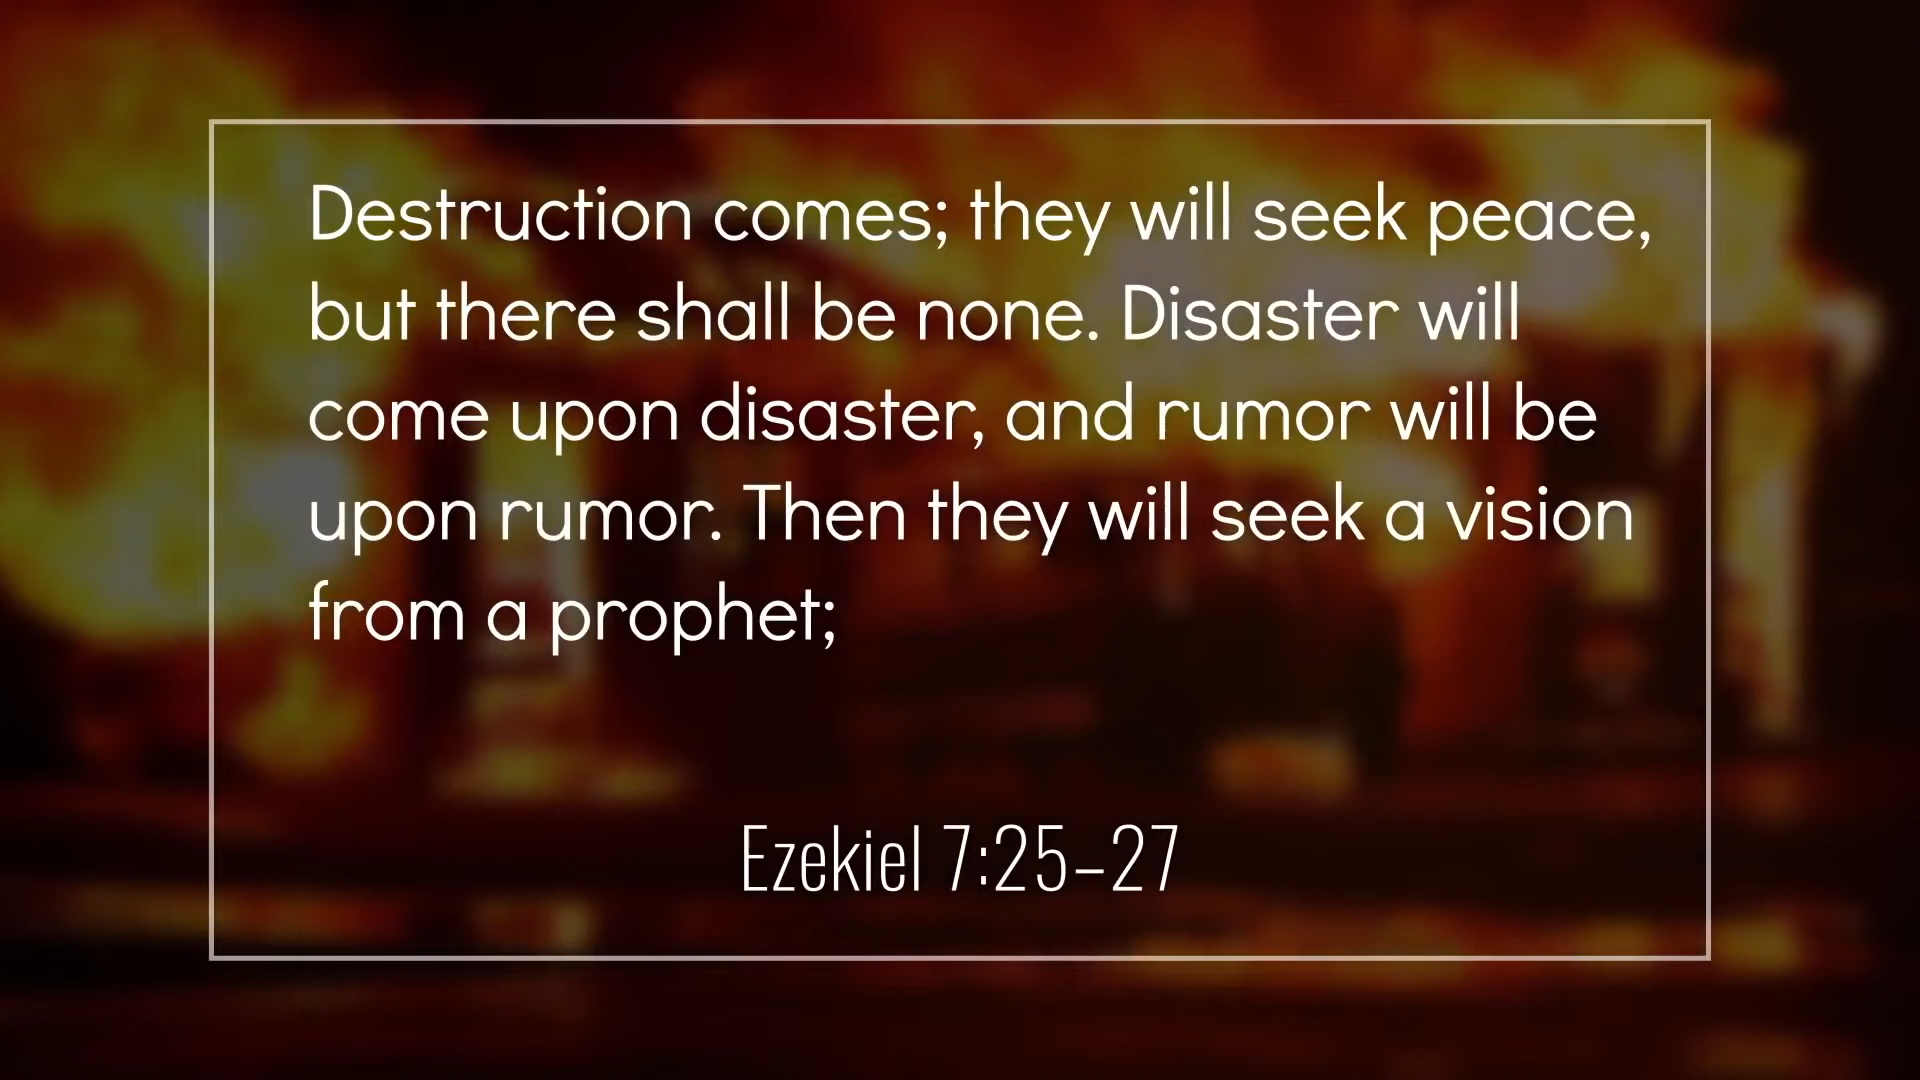 Destruction comes; they will seek peace,
but there shall be none. Disaster will
come upon disaster, and rumor will be
upon rumor. Then they will seek a vision
from a prophet;
Ezekiel 7:25–27